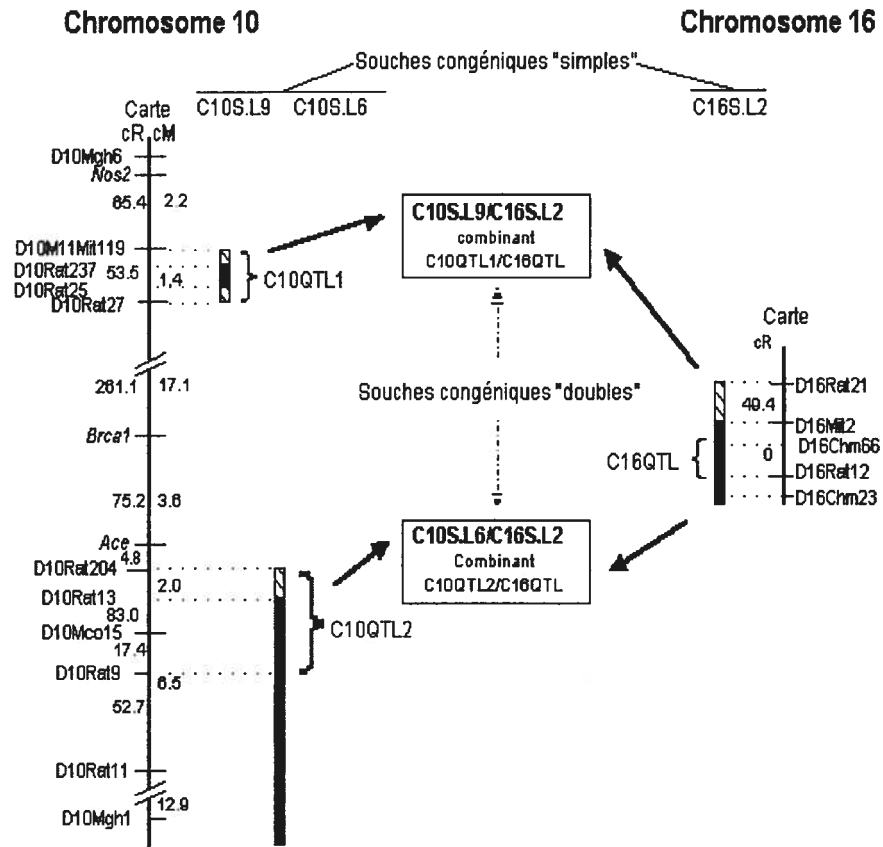 Chromosome 10
Chromosome 16
Souches congéniques "simples"
C10S.L9
C10S.L6
C16S.L2
Carte
cR cM
D10Mgh6
Nos2
65.4
2.2
D10M11Mit119
D10Rat237
53.5
1.4
D10Rat25
D10Rat27
C10QTL1
C10S.L9/C16S.L2
combinant
C10QTL1/C16QTL
Carte
cR
D16Rat21
49.4
D16Mit2
D16Chm66
0
D16Rat12
D16Chm23
C16QTL
261.1
17.1
Souches congéniques "doubles"
Brca1
75.2
3.6
Ace
4.8
D10Rat204
2.0
D10Rat13
83.0
D10Mco15
17.4
D10Rat9
6.5
52.7
C10QTL2
C10S.L6/C16S.L2
Combinant
C10QTL2/C16QTL
D10Rat11
12.9
D10Mgh1